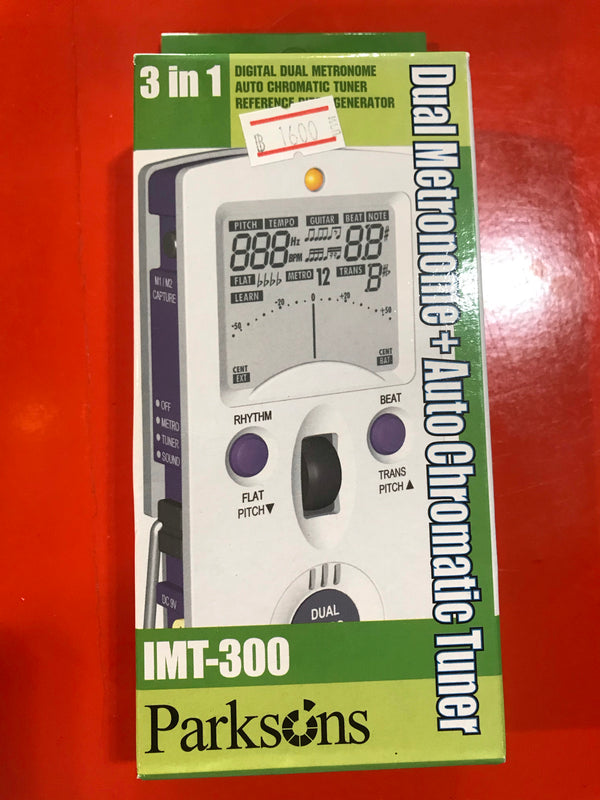 3 in 1
DIGITAL DUAL METRONOME
AUTO CHROMATIC TUNER
REFERENCE GENERATOR
฿ 1600
Dual Metronome + Auto Chromatic Tuner
PITCH TEMPO GUITAR BEAT NOTE
888 Hz BPM 8.8
FLAT ♭♭♭♭ METRO 12 TRANS B
LEARN
-50 -20 0 +20 +50
CENT EXT CENT BAT
M1/M2
CAPTURE
OFF
METRO
TUNER
SOUND
RHYTHM BEAT
FLAT
PITCH▼
TRANS
PITCH▲
DC 9V
DUAL
IMT-300
Parksons